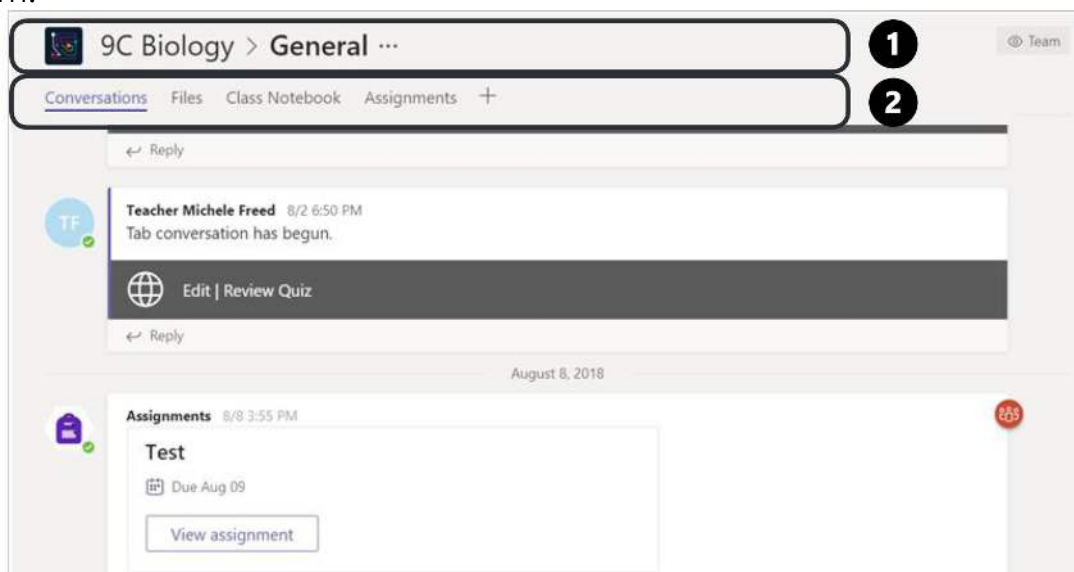 9C Biology > General ...
1
Team
Conversations Files Class Notebook Assignments +
2
Reply
TF
Teacher Michele Freed 8/2 6:50 PM
Tab conversation has begun.
Edit | Review Quiz
Reply
August 8, 2018
Assignments 8/8 3:55 PM
Test
Due Aug 09
View assignment